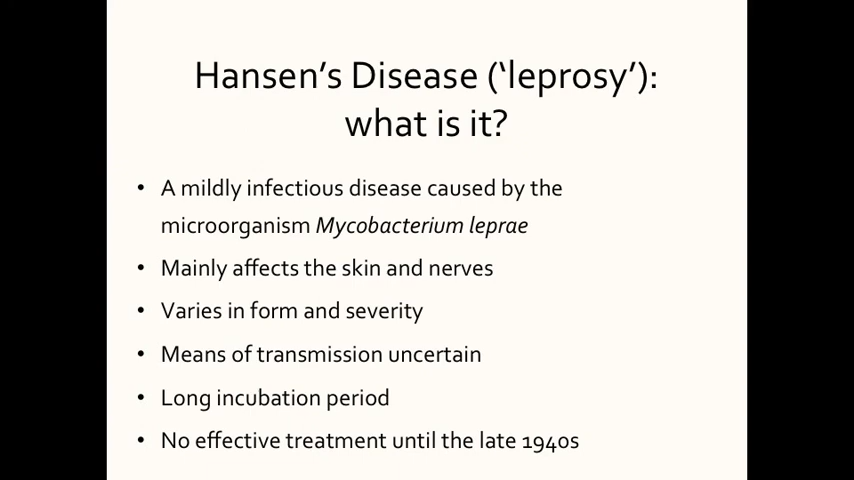 Hansen’s Disease (‘leprosy’):
what is it?
• A mildly infectious disease caused by the
microorganism Mycobacterium leprae
• Mainly affects the skin and nerves
• Varies in form and severity
• Means of transmission uncertain
• Long incubation period
• No effective treatment until the late 1940s